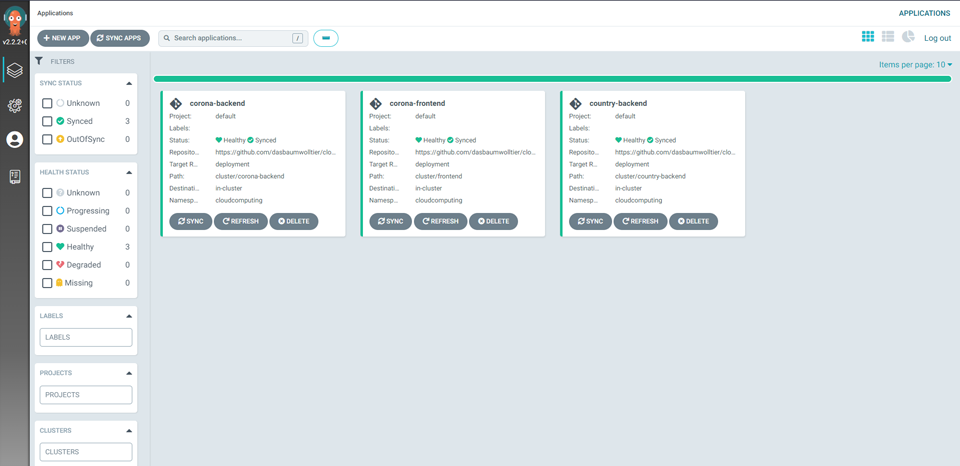 Applications
APPLICATIONS
v2.2.2+(
NEW APP
SYNC APPS
Search applications...
/
Log out
FILTERS
Items per page: 10
SYNC STATUS
Unknown 0
Synced 3
OutOfSync 0
HEALTH STATUS
Unknown 0
Progressing 0
Suspended 0
Healthy 3
Degraded 0
Missing 0
LABELS
LABELS
PROJECTS
PROJECTS
CLUSTERS
CLUSTERS
corona-backend
Project: default
Labels:
Status: Healthy Synced
Reposito... https://github.com/dasbaumwolltier/clo...
Target R... deployment
Path: cluster/corona-backend
Destinati... in-cluster
Namesp... cloudcomputing
SYNC REFRESH DELETE
corona-frontend
Project: default
Labels:
Status: Healthy Synced
Reposito... https://github.com/dasbaumwolltier/clo...
Target R... deployment
Path: cluster/frontend
Destinati... in-cluster
Namesp... cloudcomputing
SYNC REFRESH DELETE
country-backend
Project: default
Labels:
Status: Healthy Synced
Reposito... https://github.com/dasbaumwolltier/clo...
Target R... deployment
Path: cluster/country-backend
Destinati... in-cluster
Namesp... cloudcomputing
SYNC REFRESH DELETE